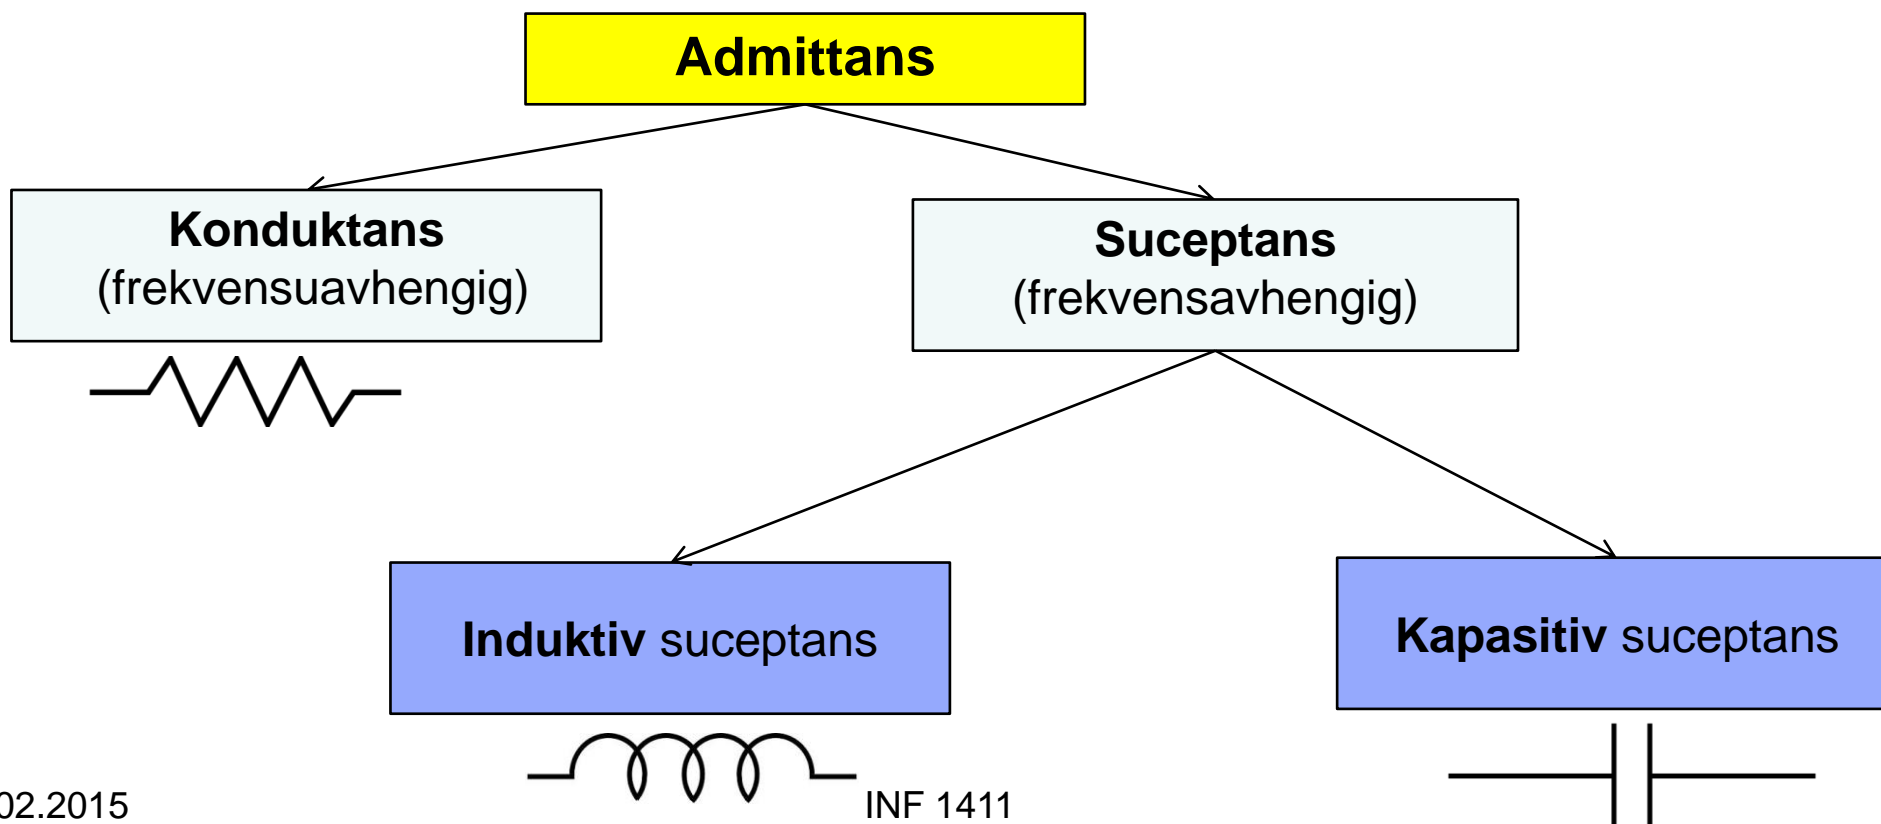 Admittans
Konduktans
(frekvensuavhengig)
Suceptans
(frekvensavhengig)
Induktiv suceptans
Kapasitiv suceptans
02.2015
INF 1411